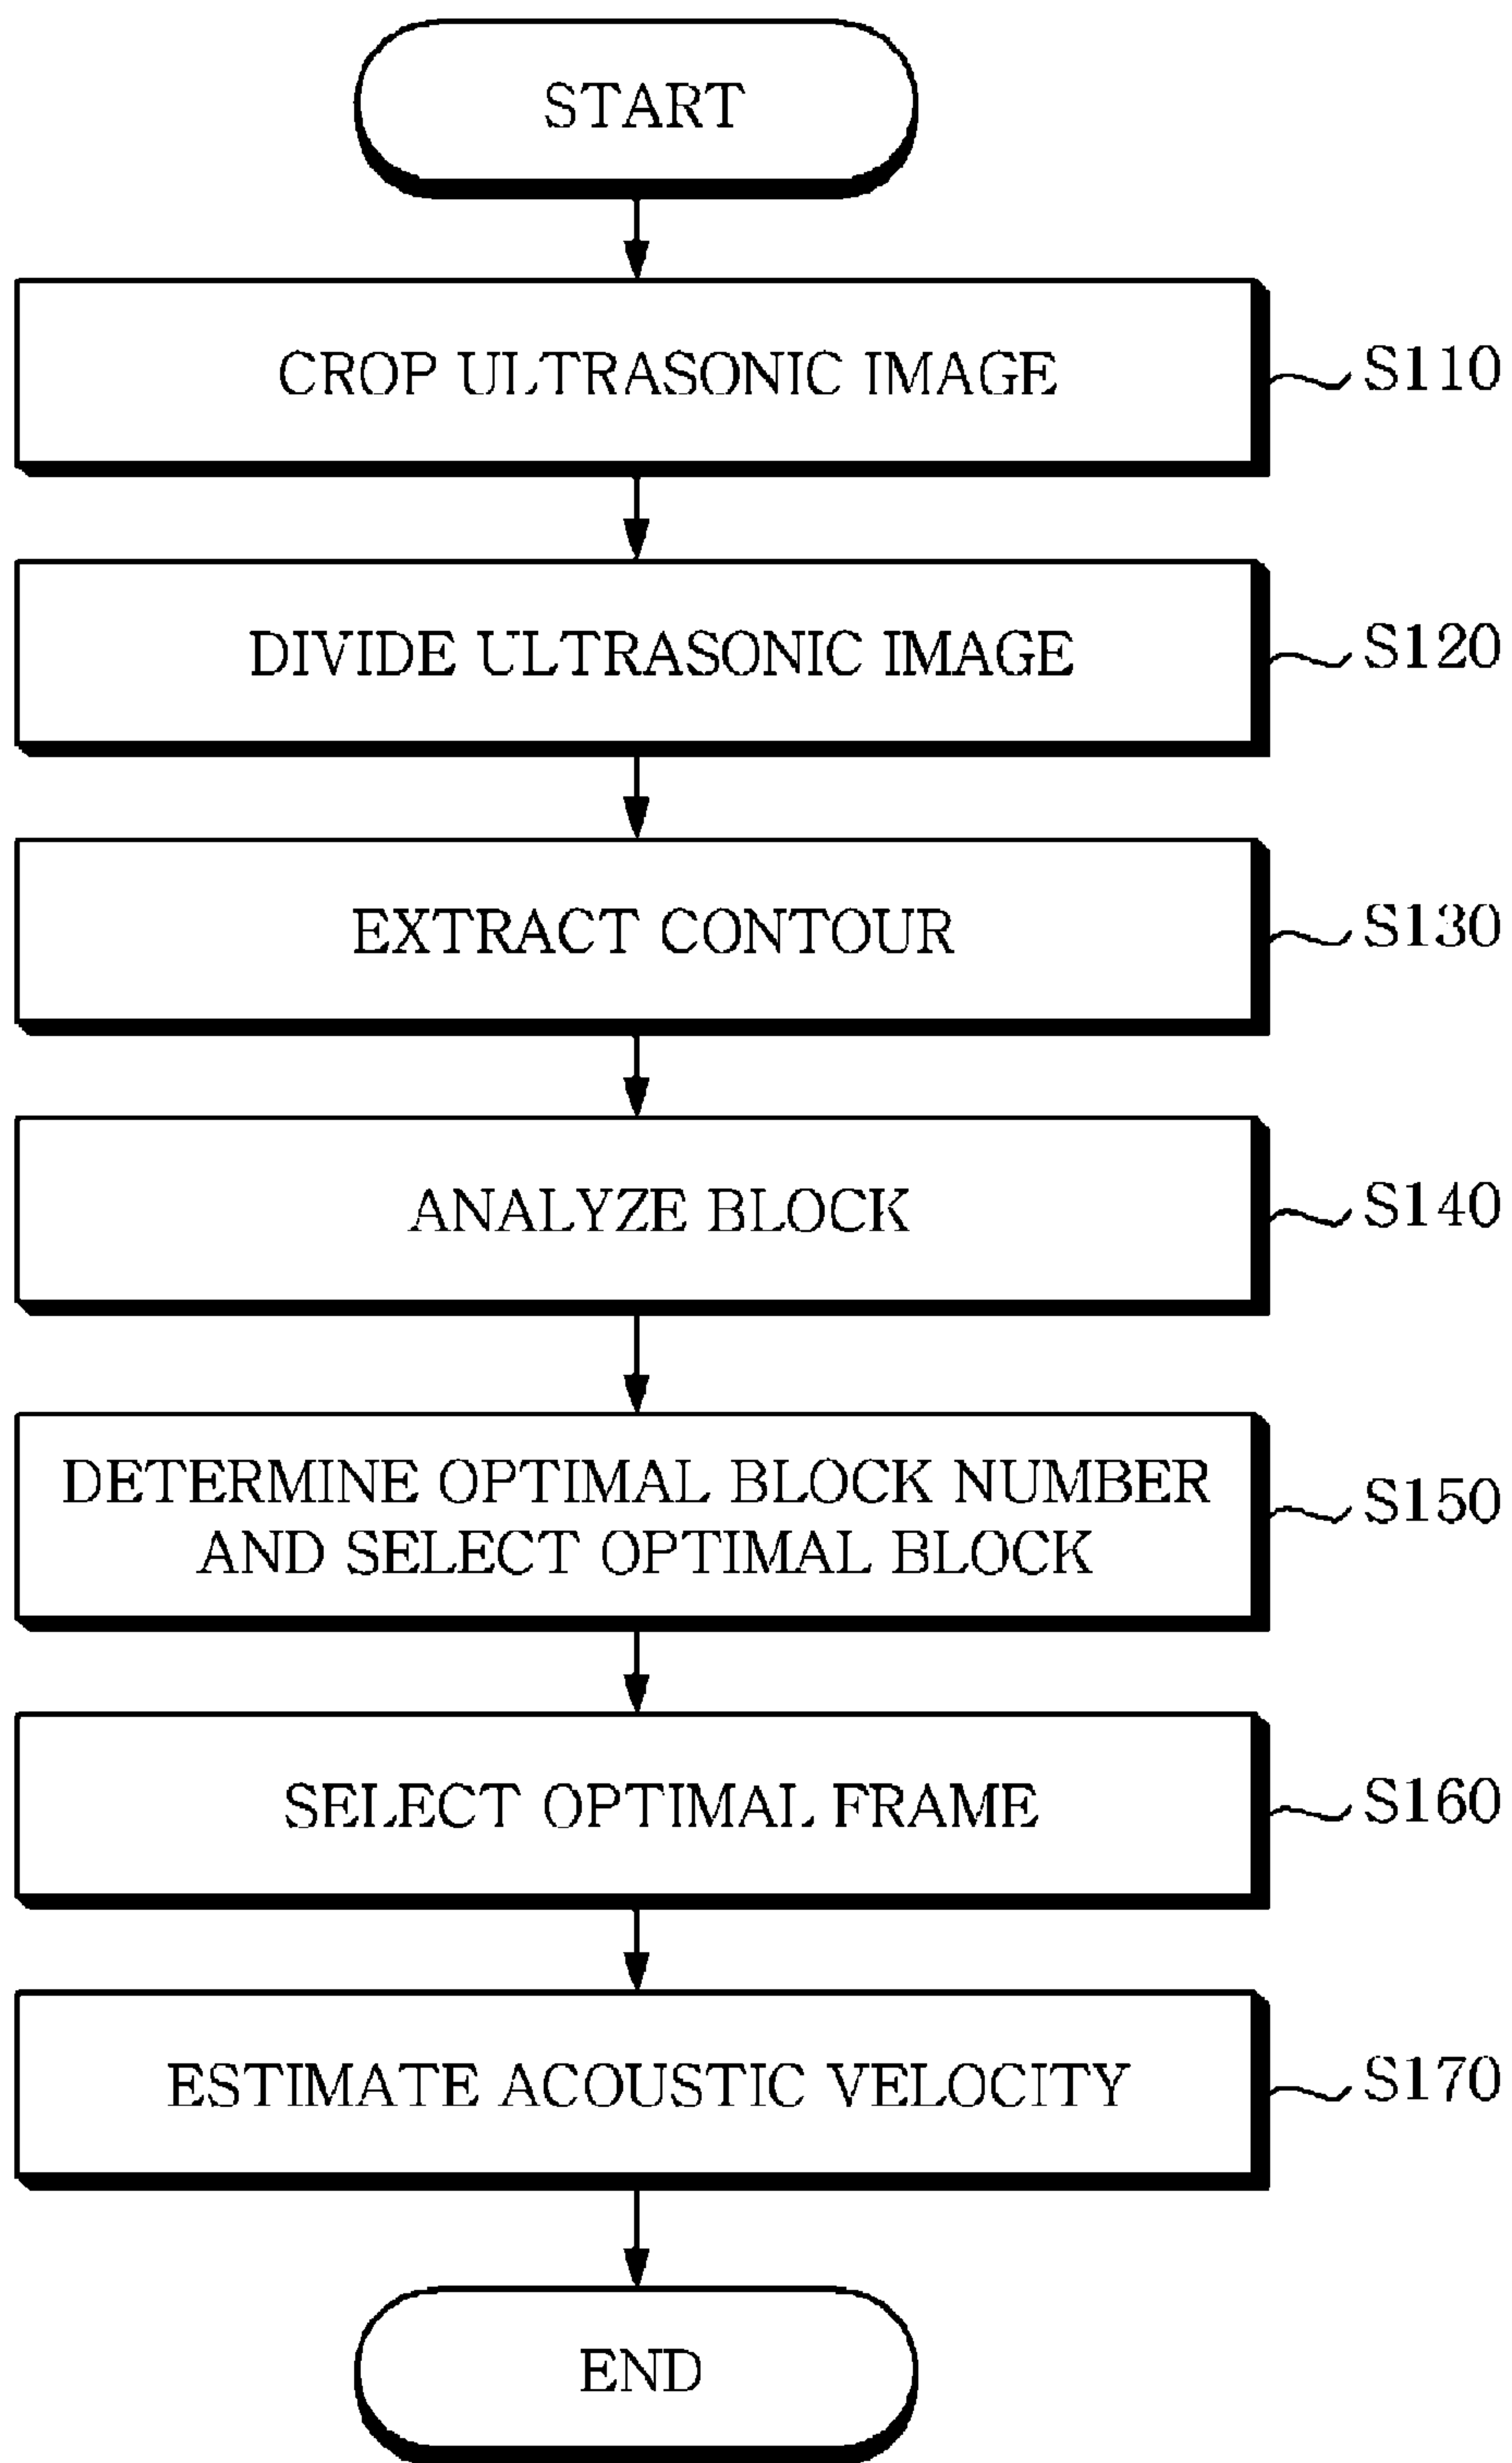 START
CROP ULTRASONIC IMAGE
S110
DIVIDE ULTRASONIC IMAGE
S120
EXTRACT CONTOUR
S130
ANALYZE BLOCK
S140
DETERMINE OPTIMAL BLOCK NUMBER
AND SELECT OPTIMAL BLOCK
S150
SELECT OPTIMAL FRAME
S160
ESTIMATE ACOUSTIC VELOCITY
S170
END